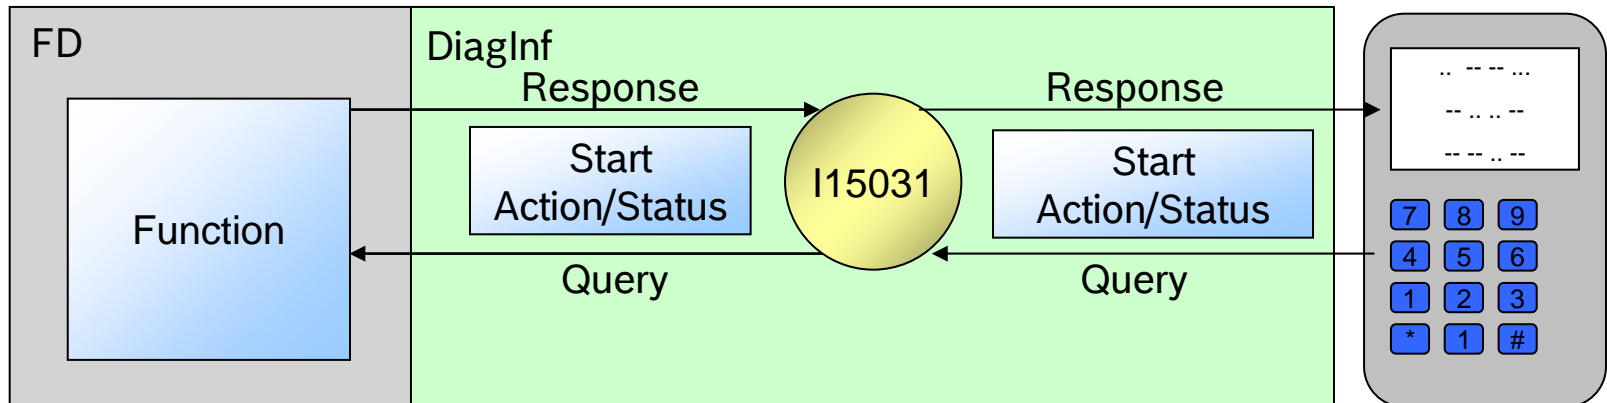 FD
DiagInf
Response
Response
.. -- -- ...
-- .. .. --
-- -- .. --
Start
Action/Status
I15031
Start
Action/Status
Function
Query
Query
7 8 9
4 5 6
1 2 3
* 1 #